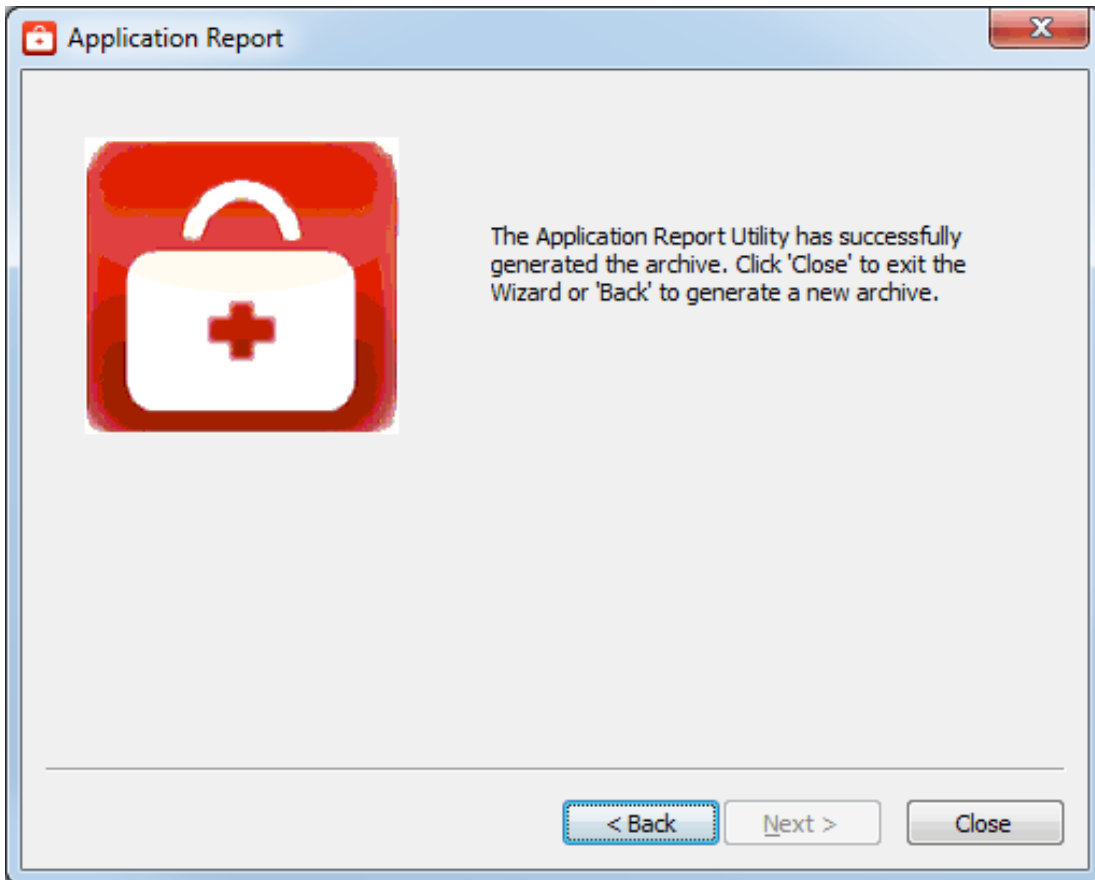 Application Report
The Application Report Utility has successfully
generated the archive. Click 'Close' to exit the
Wizard or 'Back' to generate a new archive.
< Back
Next >
Close